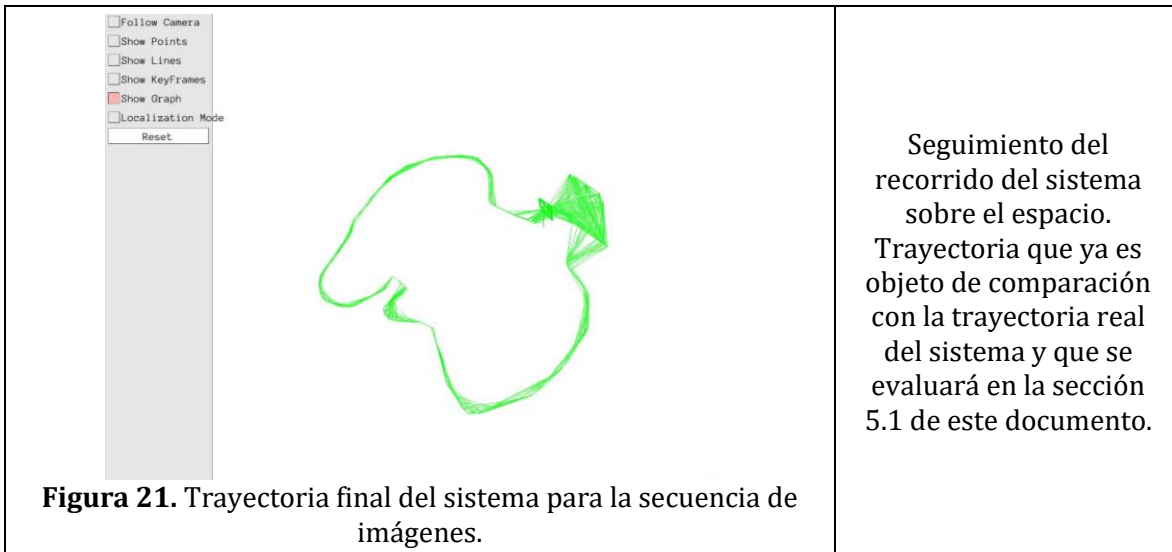 Follow Camera
Show Points
Show Lines
Show KeyFrames
Show Graph
Localization Mode
Reset
Figura 21. Trayectoria final del sistema para la secuencia de
imágenes.
Seguimiento del
recorrido del sistema
sobre el espacio.
Trayectoria que ya es
objeto de comparación
con la trayectoria real
del sistema y que se
evaluará en la sección
5.1 de este documento.